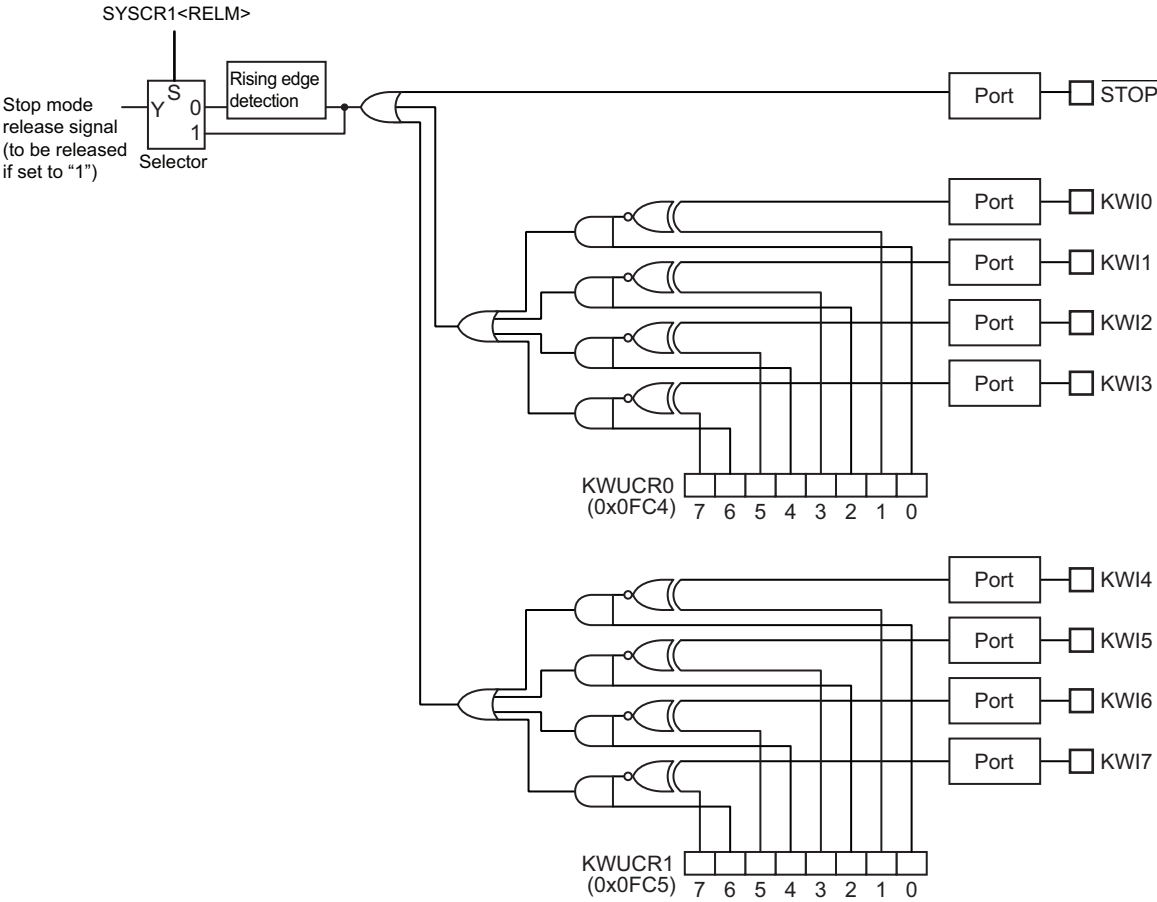 SYSCR1<RELM>
Stop mode
release signal
(to be released
if set to “1”)
S
Y
0
1
Selector
Rising edge
detection
Port
STOP
Port
KWI0
Port
KWI1
Port
KWI2
Port
KWI3
KWUCR0
(0x0FC4)
7 6 5 4 3 2 1 0
Port
KWI4
Port
KWI5
Port
KWI6
Port
KWI7
KWUCR1
(0x0FC5)
7 6 5 4 3 2 1 0